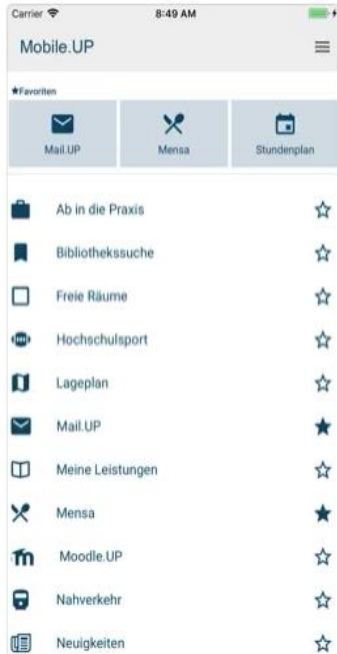 Carrier 8:49 AM
Mobile.UP
★Favoriten
Mail.UP Mensa Stundenplan
Ab in die Praxis
Bibliothekssuche
Freie Räume
Hochschulsport
Lageplan
Mail.UP
Meine Leistungen
Mensa
Moodle.UP
Nahverkehr
Neuigkeiten